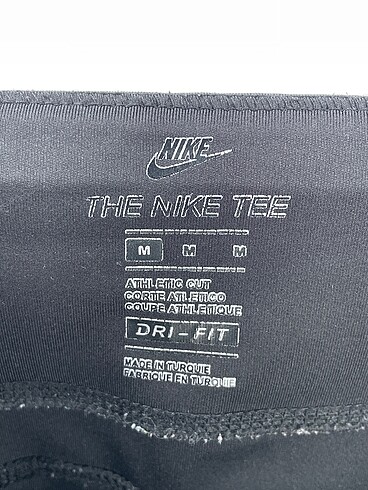 NIKE
THE NIKE TEE
M M M
ATHLETIC CUT
CORTE ATLETICO
COUPE ATHLETIQUE
DRI-FIT
MADE IN TURQUIE
FABRIQUE EN TURQUIE